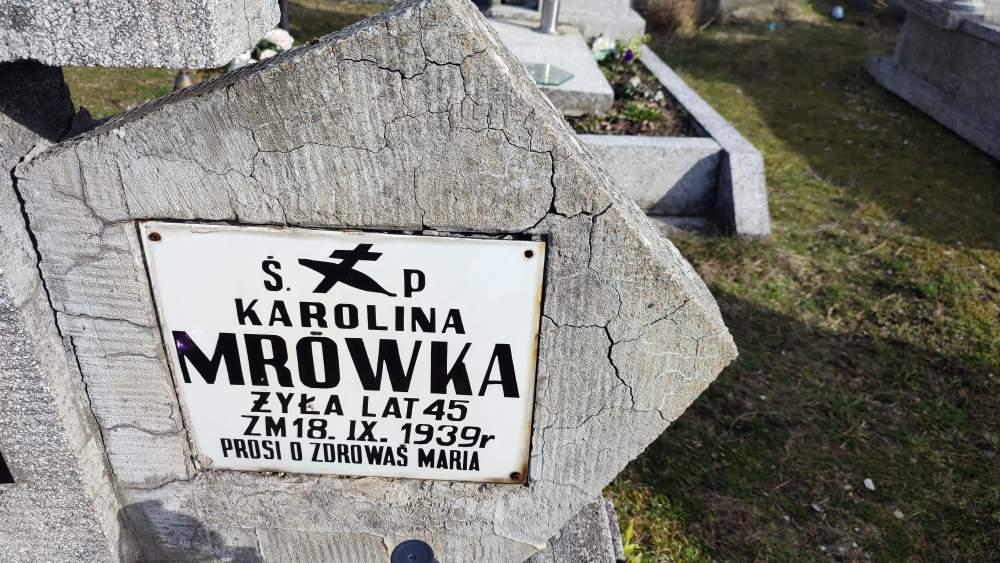 Ś. P
KAROLINA
MRÓWKA
ŻYŁA LAT 45
ZM 18. IX. 1939r
PROSI O ZDROWAŚ MARIA